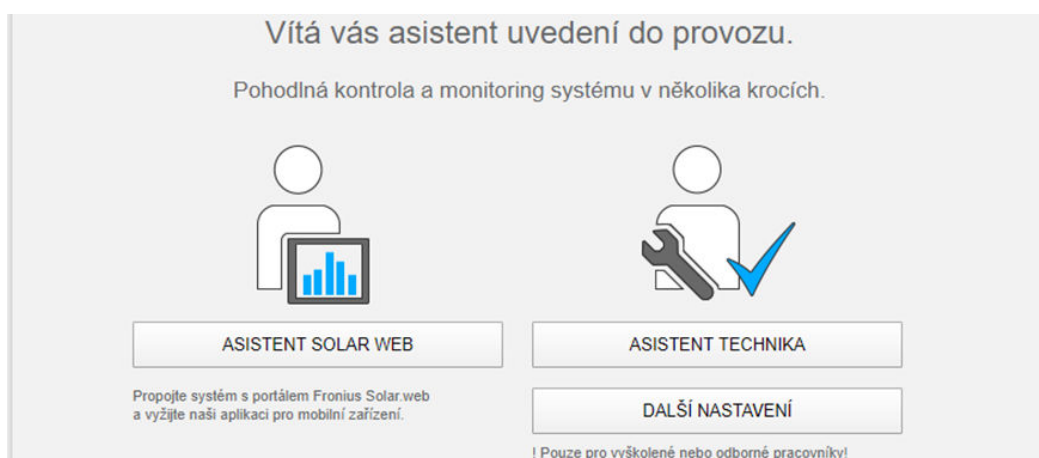 Vítá vás asistent uvedení do provozu.
Pohodlná kontrola a monitoring systému v několika krocích.
ASISTENT SOLAR WEB
ASISTENT TECHNIKA
Propojte systém s portálem Fronius Solar.web
a vyžijte naši aplikaci pro mobilní zařízení.
DALŠÍ NASTAVENÍ
! Pouze pro vyškolené nebo odborné pracovníky!